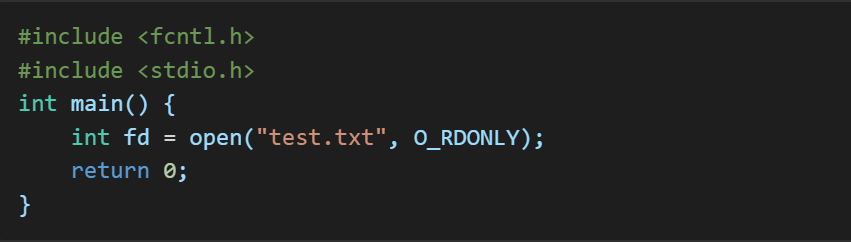 #include <fcntl.h>
#include <stdio.h>
int main() {
    int fd = open("test.txt", O_RDONLY);
    return 0;
}